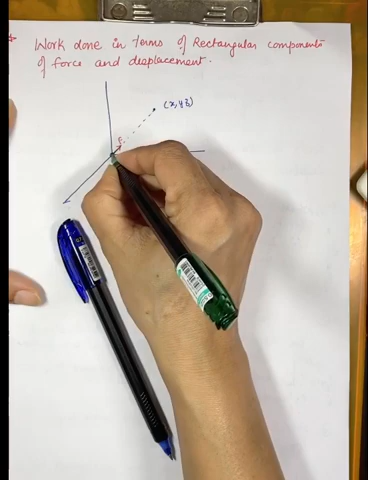 Work done in terms of Rectangular components
of force and displacement.
(x, y, z)
F